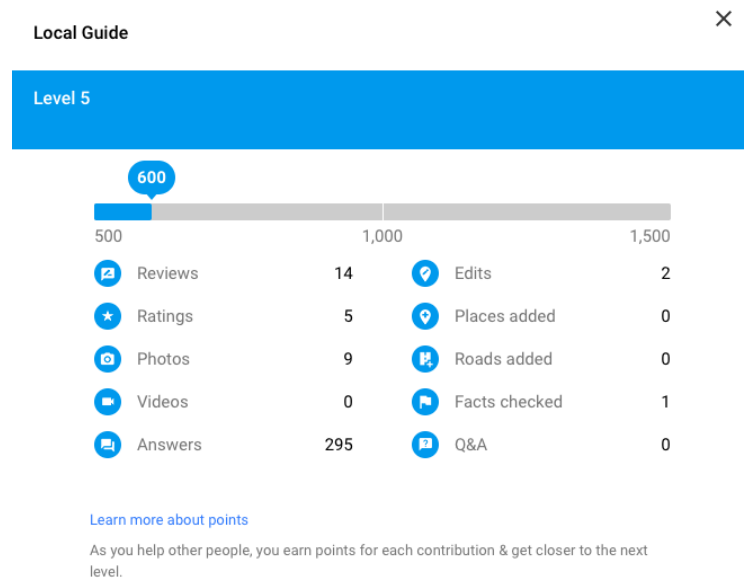 Local Guide
Level 5
600
500 1,000 1,500
Reviews 14 Edits 2
Ratings 5 Places added 0
Photos 9 Roads added 0
Videos 0 Facts checked 1
Answers 295 Q&A 0
Learn more about points
As you help other people, you earn points for each contribution & get closer to the next
level.